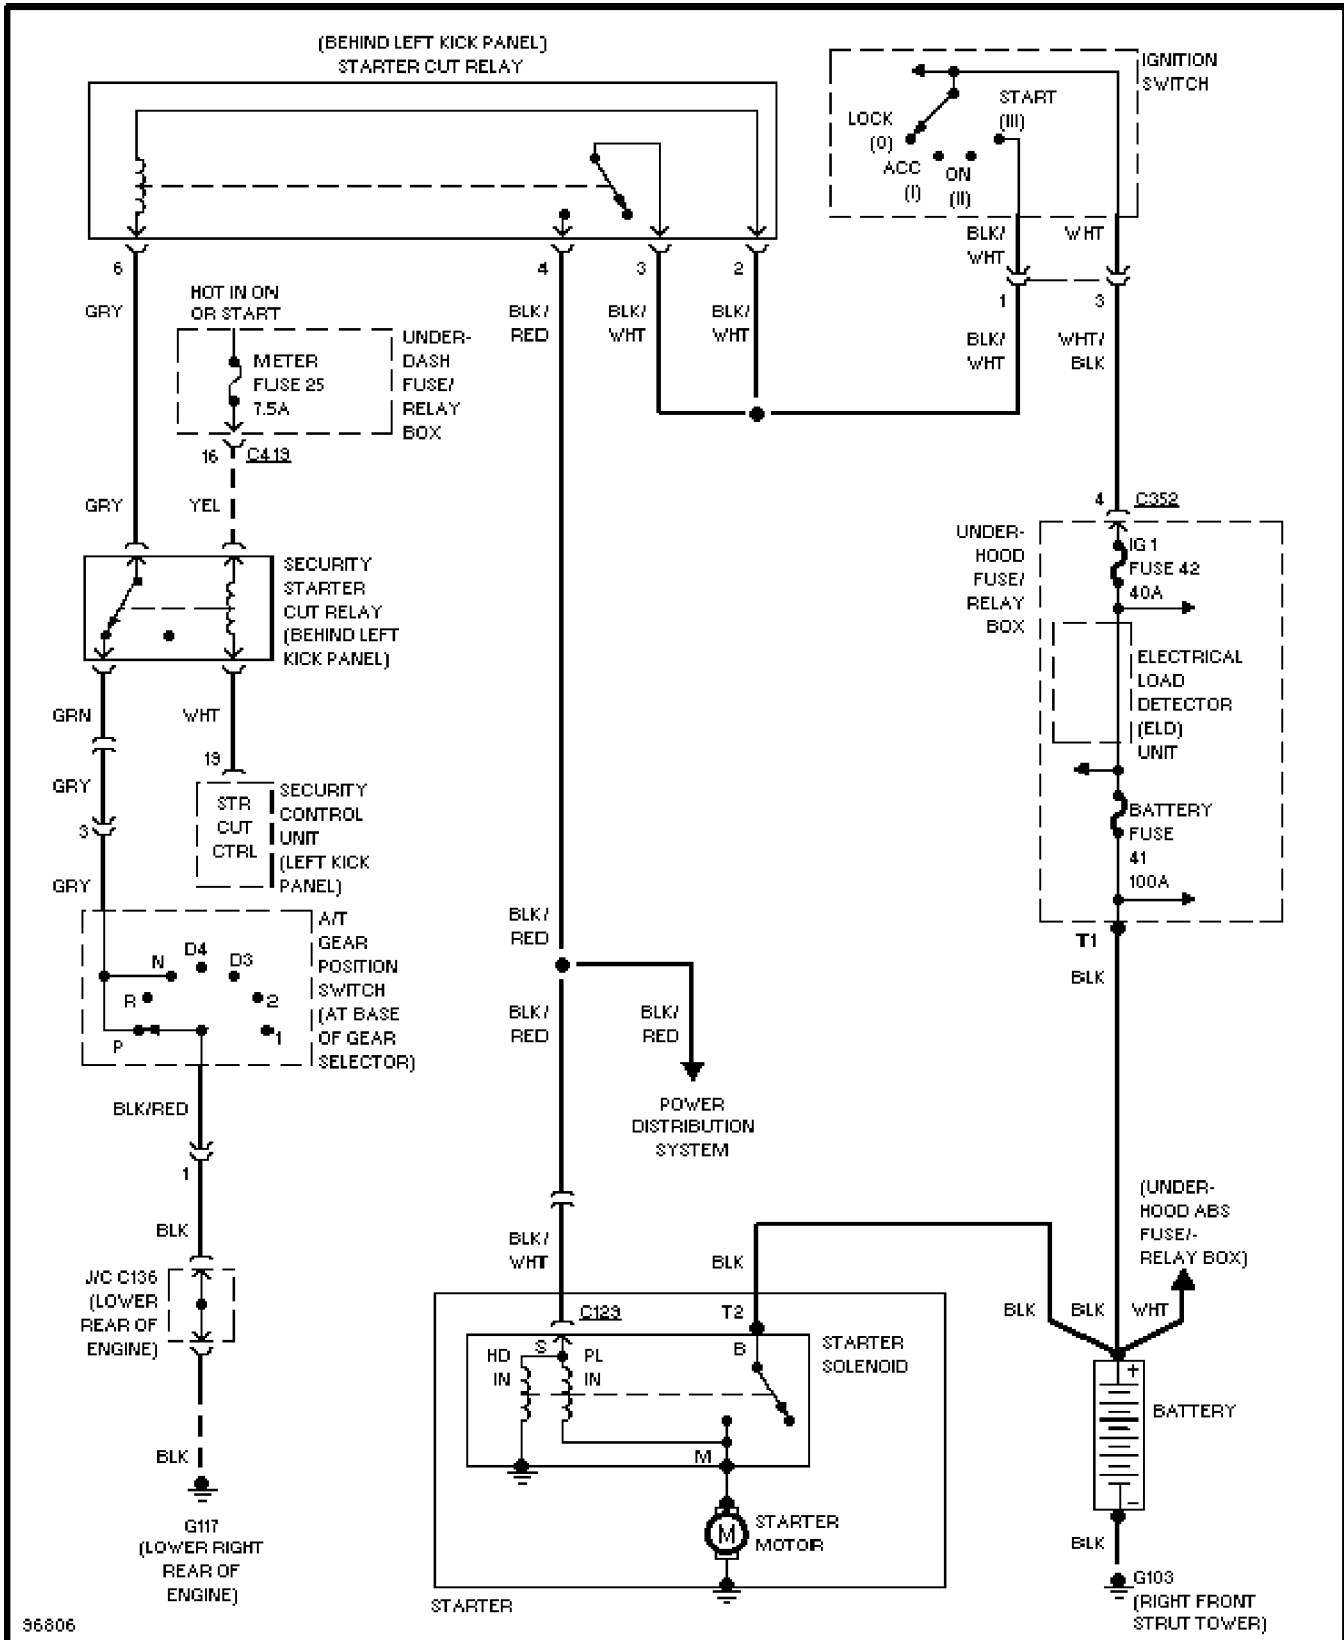 (BEHIND LEFT KICK PANEL)
STARTER CUT RELAY
IGNITION
SWITCH
START
(III)
LOCK
(0)
ACC
(I)
ON
(II)
BLK/
WHT
WHT
6
4
3
2
1
3
GRY
HOT IN ON
OR START
BLK/
RED
BLK/
WHT
BLK/
WHT
BLK/
WHT
WHT/
BLK
METER
FUSE 25
7.5A
UNDER-
DASH
FUSE/
RELAY
BOX
16
C419
GRY
YEL
4
C352
UNDER-
HOOD
FUSE/
RELAY
BOX
IG 1
FUSE 42
40A
SECURITY
STARTER
CUT RELAY
(BEHIND LEFT
KICK PANEL)
ELECTRICAL
LOAD
DETECTOR
(ELD)
UNIT
GRN
WHT
19
GRY
STR
CUT
CTRL
SECURITY
CONTROL
UNIT
(LEFT KICK
PANEL)
BATTERY
FUSE
41
100A
3
GRY
T1
BLK
A/T
GEAR
POSITION
SWITCH
(AT BASE
OF GEAR
SELECTOR)
N
D4
D3
R
2
P
1
BLK/
RED
BLK/
RED
BLK/
RED
POWER
DISTRIBUTION
SYSTEM
BLK/RED
1
BLK
J/C C136
(LOWER
REAR OF
ENGINE)
BLK
G117
(LOWER RIGHT
REAR OF
ENGINE)
BLK/
WHT
BLK
(UNDER-
HOOD ABS
FUSE/-
RELAY BOX)
BLK
BLK
WHT
C129
T2
S
B
STARTER
SOLENOID
HD
IN
PL
IN
M
+
BATTERY
-
M
STARTER
MOTOR
BLK
STARTER
G103
(RIGHT FRONT
STRUT TOWER)
96806